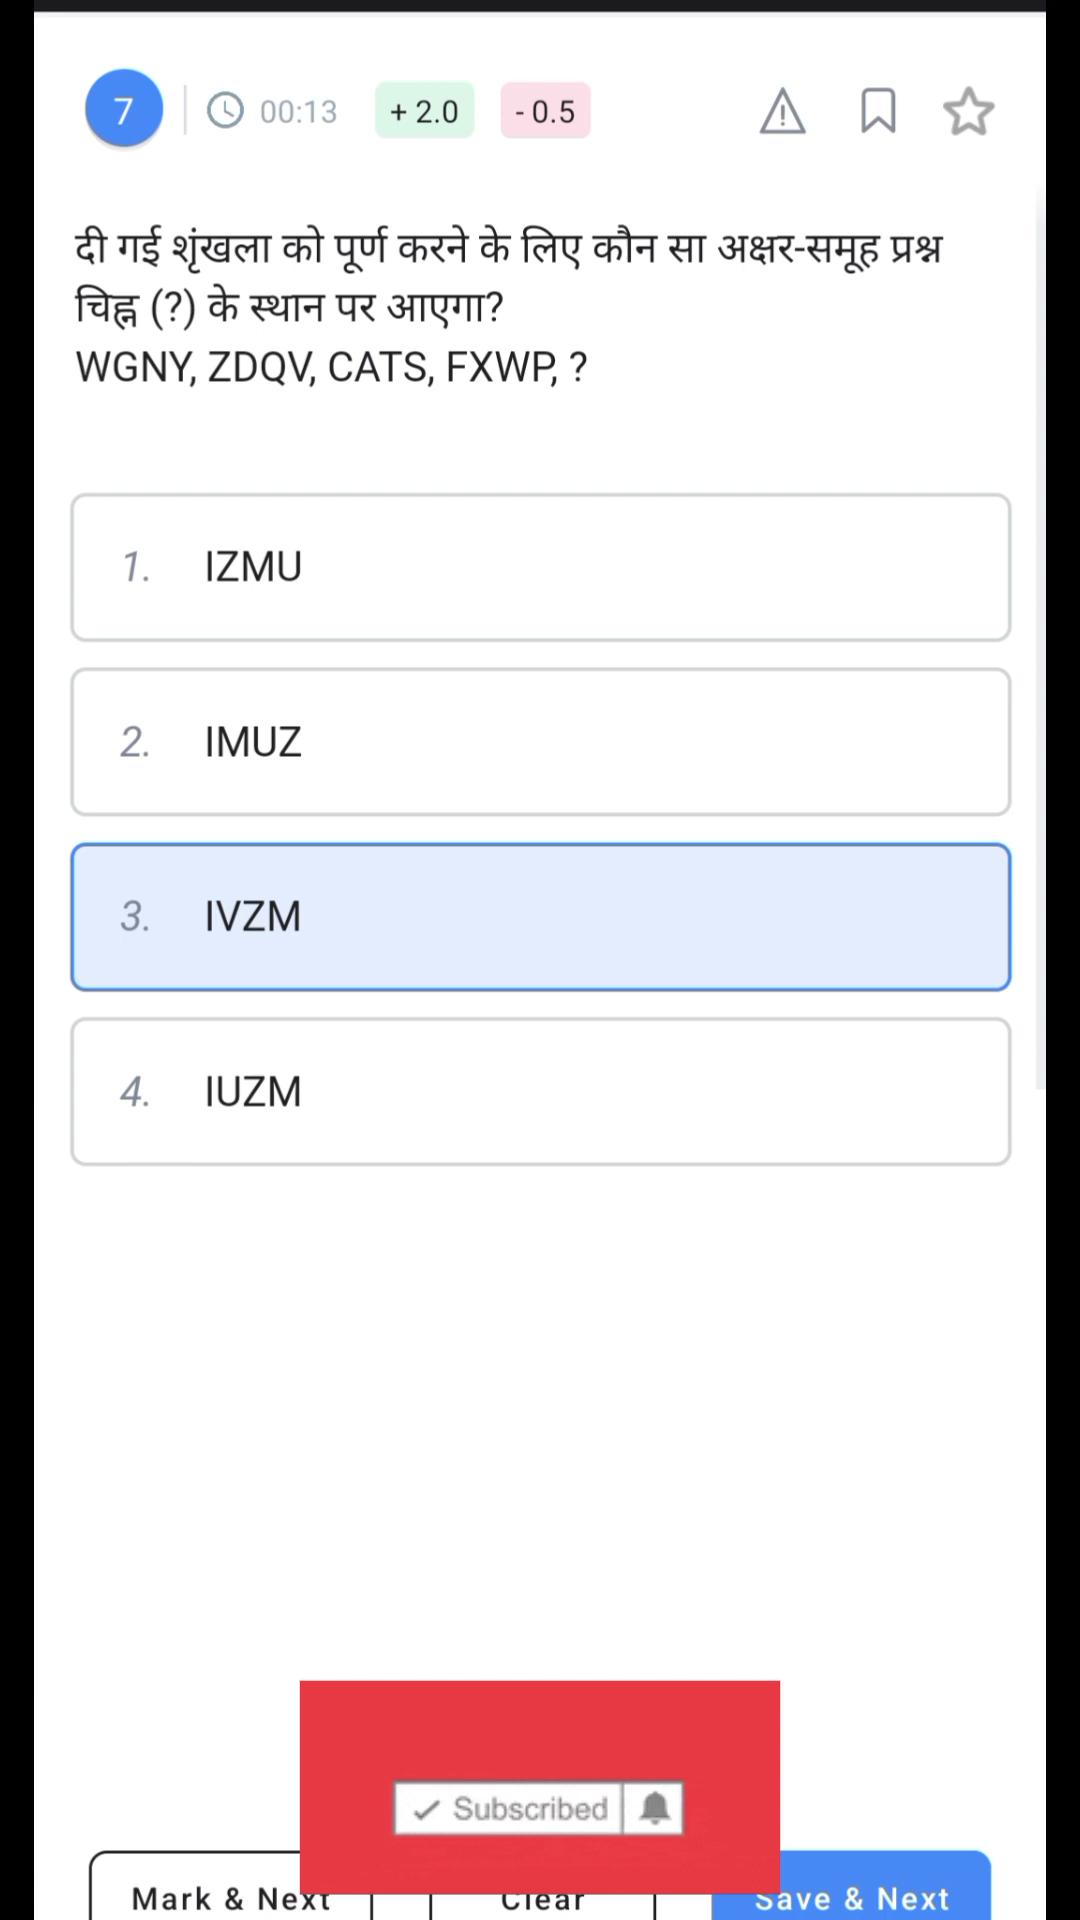 7 00:13 + 2.0 - 0.5
दी गई शृंखला को पूर्ण करने के लिए कौन सा अक्षर-समूह प्रश्न
चिह्न (?) के स्थान पर आएगा?
WGNY, ZDQV, CATS, FXWP, ?
1. IZMU
2. IMUZ
3. IVZM
4. IUZM
Subscribed
Mark & Next Clear Save & Next